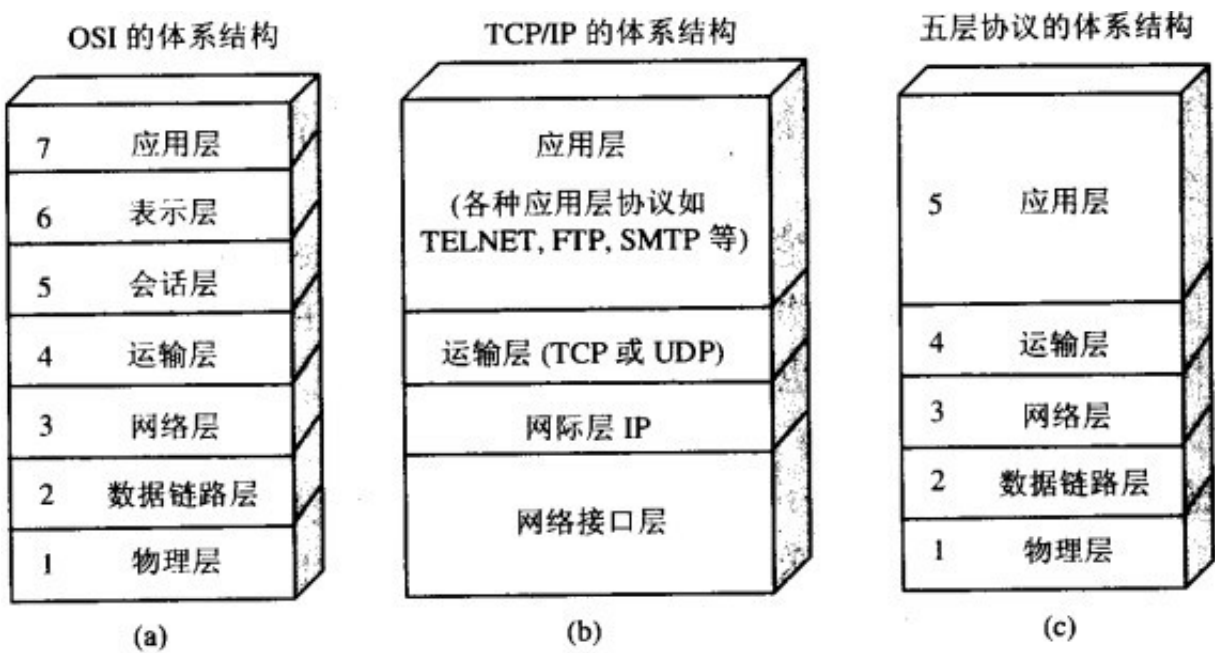 OSI 的体系结构
7 应用层
6 表示层
5 会话层
4 运输层
3 网络层
2 数据链路层
1 物理层
(a)
TCP/IP 的体系结构
应用层
(各种应用层协议如
TELNET, FTP, SMTP 等)
运输层 (TCP 或 UDP)
网际层 IP
网络接口层
(b)
五层协议的体系结构
5 应用层
4 运输层
3 网络层
2 数据链路层
1 物理层
(c)